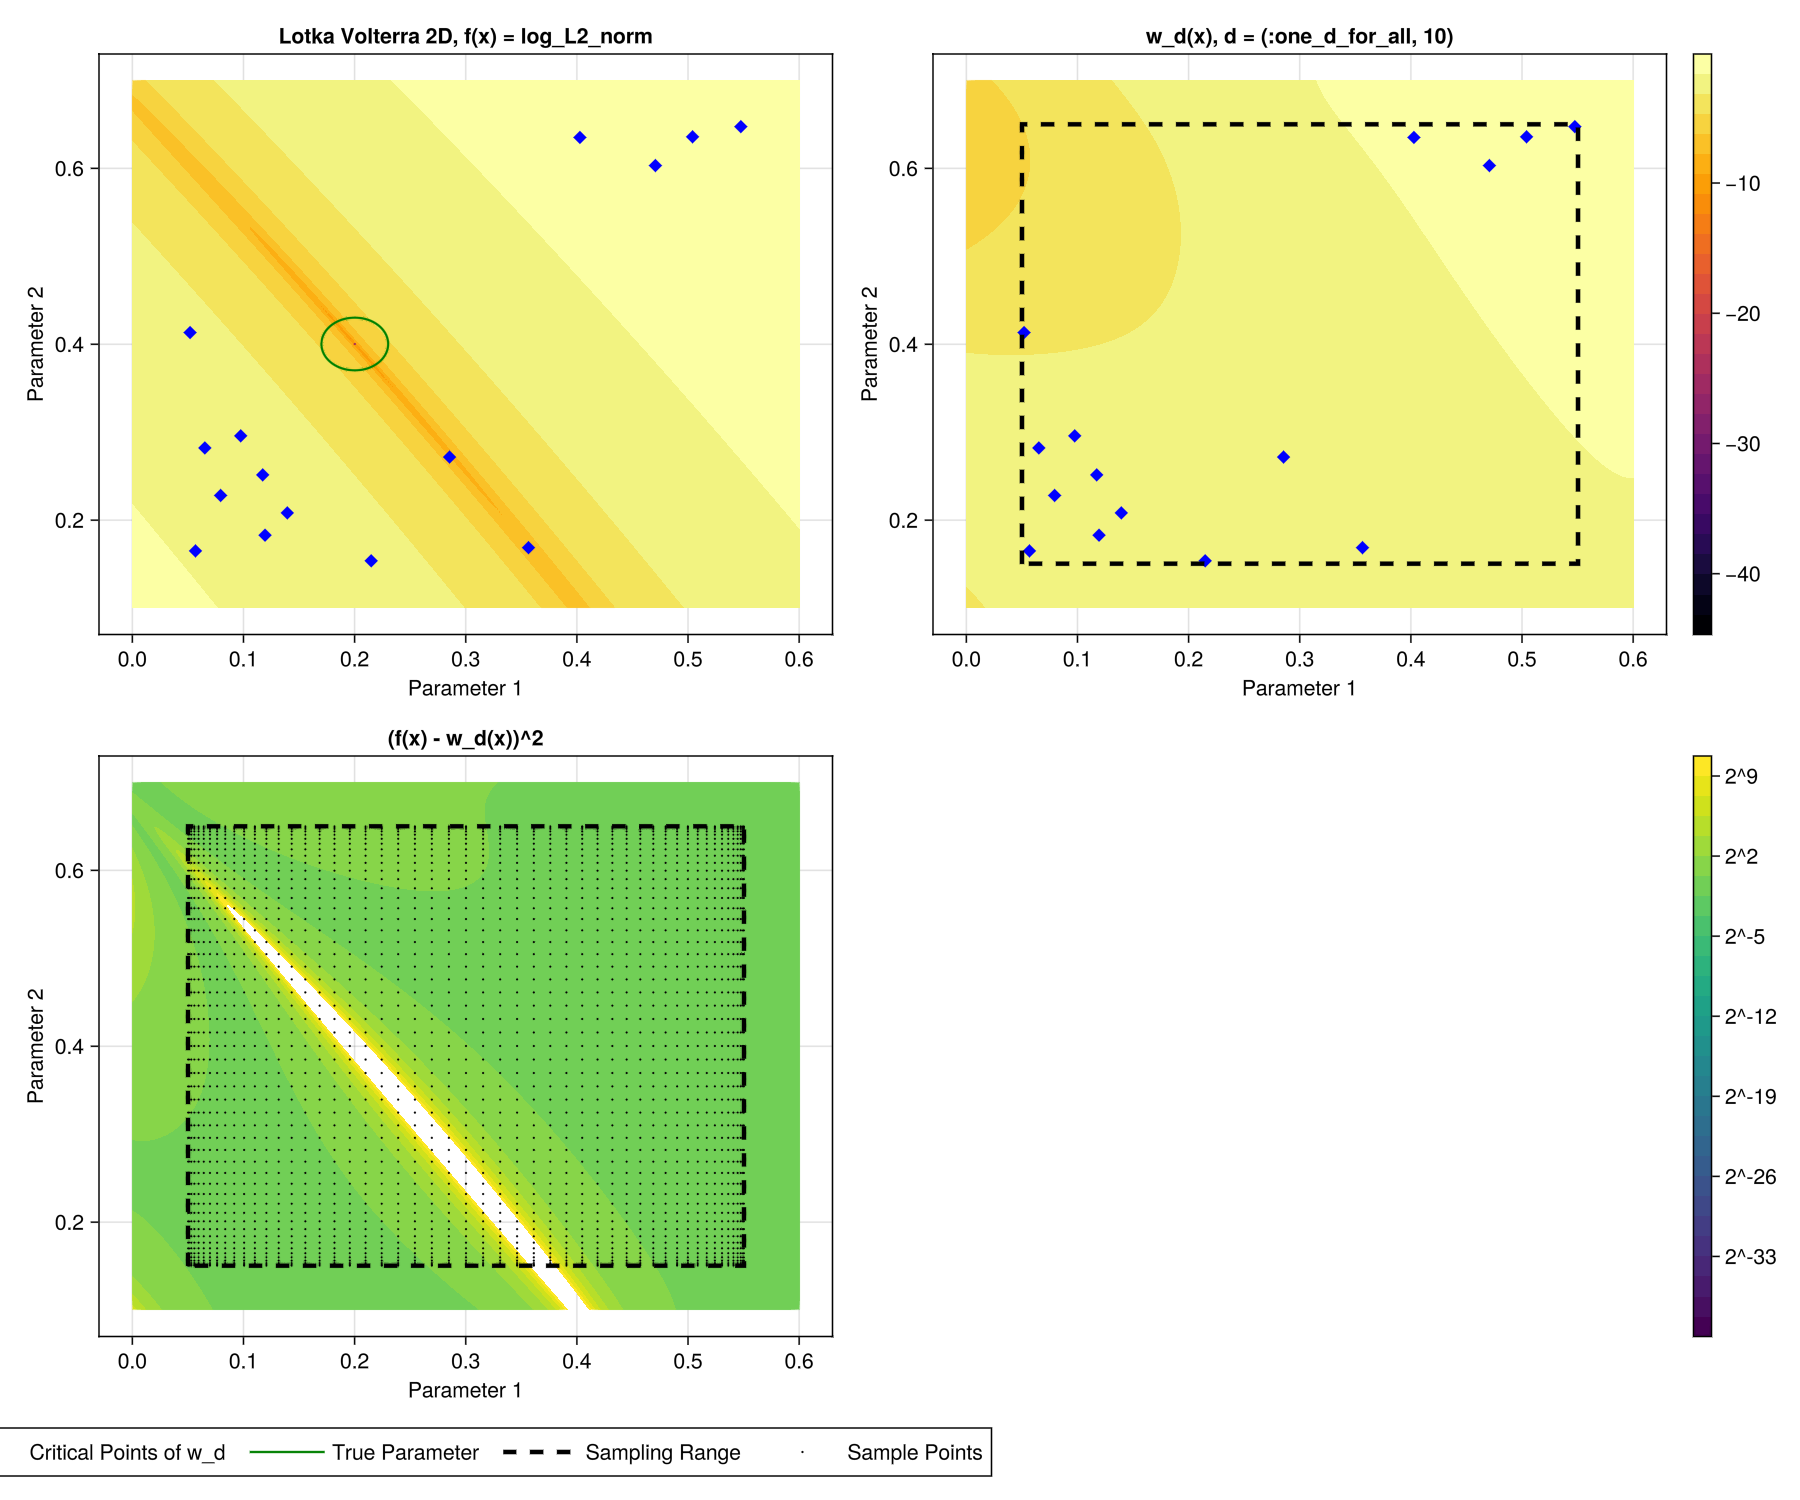 Lotka Volterra 2D, f(x) = log_L2_norm
w_d(x), d = (:one_d_for_all, 10)
Parameter 2
0.6
0.4
0.2
0.0 0.1 0.2 0.3 0.4 0.5 0.6
Parameter 1
Parameter 2
0.6
0.4
0.2
0.0 0.1 0.2 0.3 0.4 0.5 0.6
Parameter 1
−10
−20
−30
−40
(f(x) - w_d(x))^2
Parameter 2
0.6
0.4
0.2
0.0 0.1 0.2 0.3 0.4 0.5 0.6
Parameter 1
2^9
2^2
2^-5
2^-12
2^-19
2^-26
2^-33
Critical Points of w_d True Parameter Sampling Range Sample Points